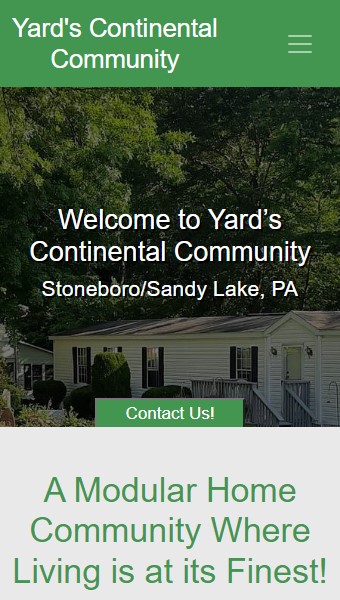 Yard's Continental
Community
Welcome to Yard’s
Continental Community
Stoneboro/Sandy Lake, PA
Contact Us!
A Modular Home
Community Where
Living is at its Finest!